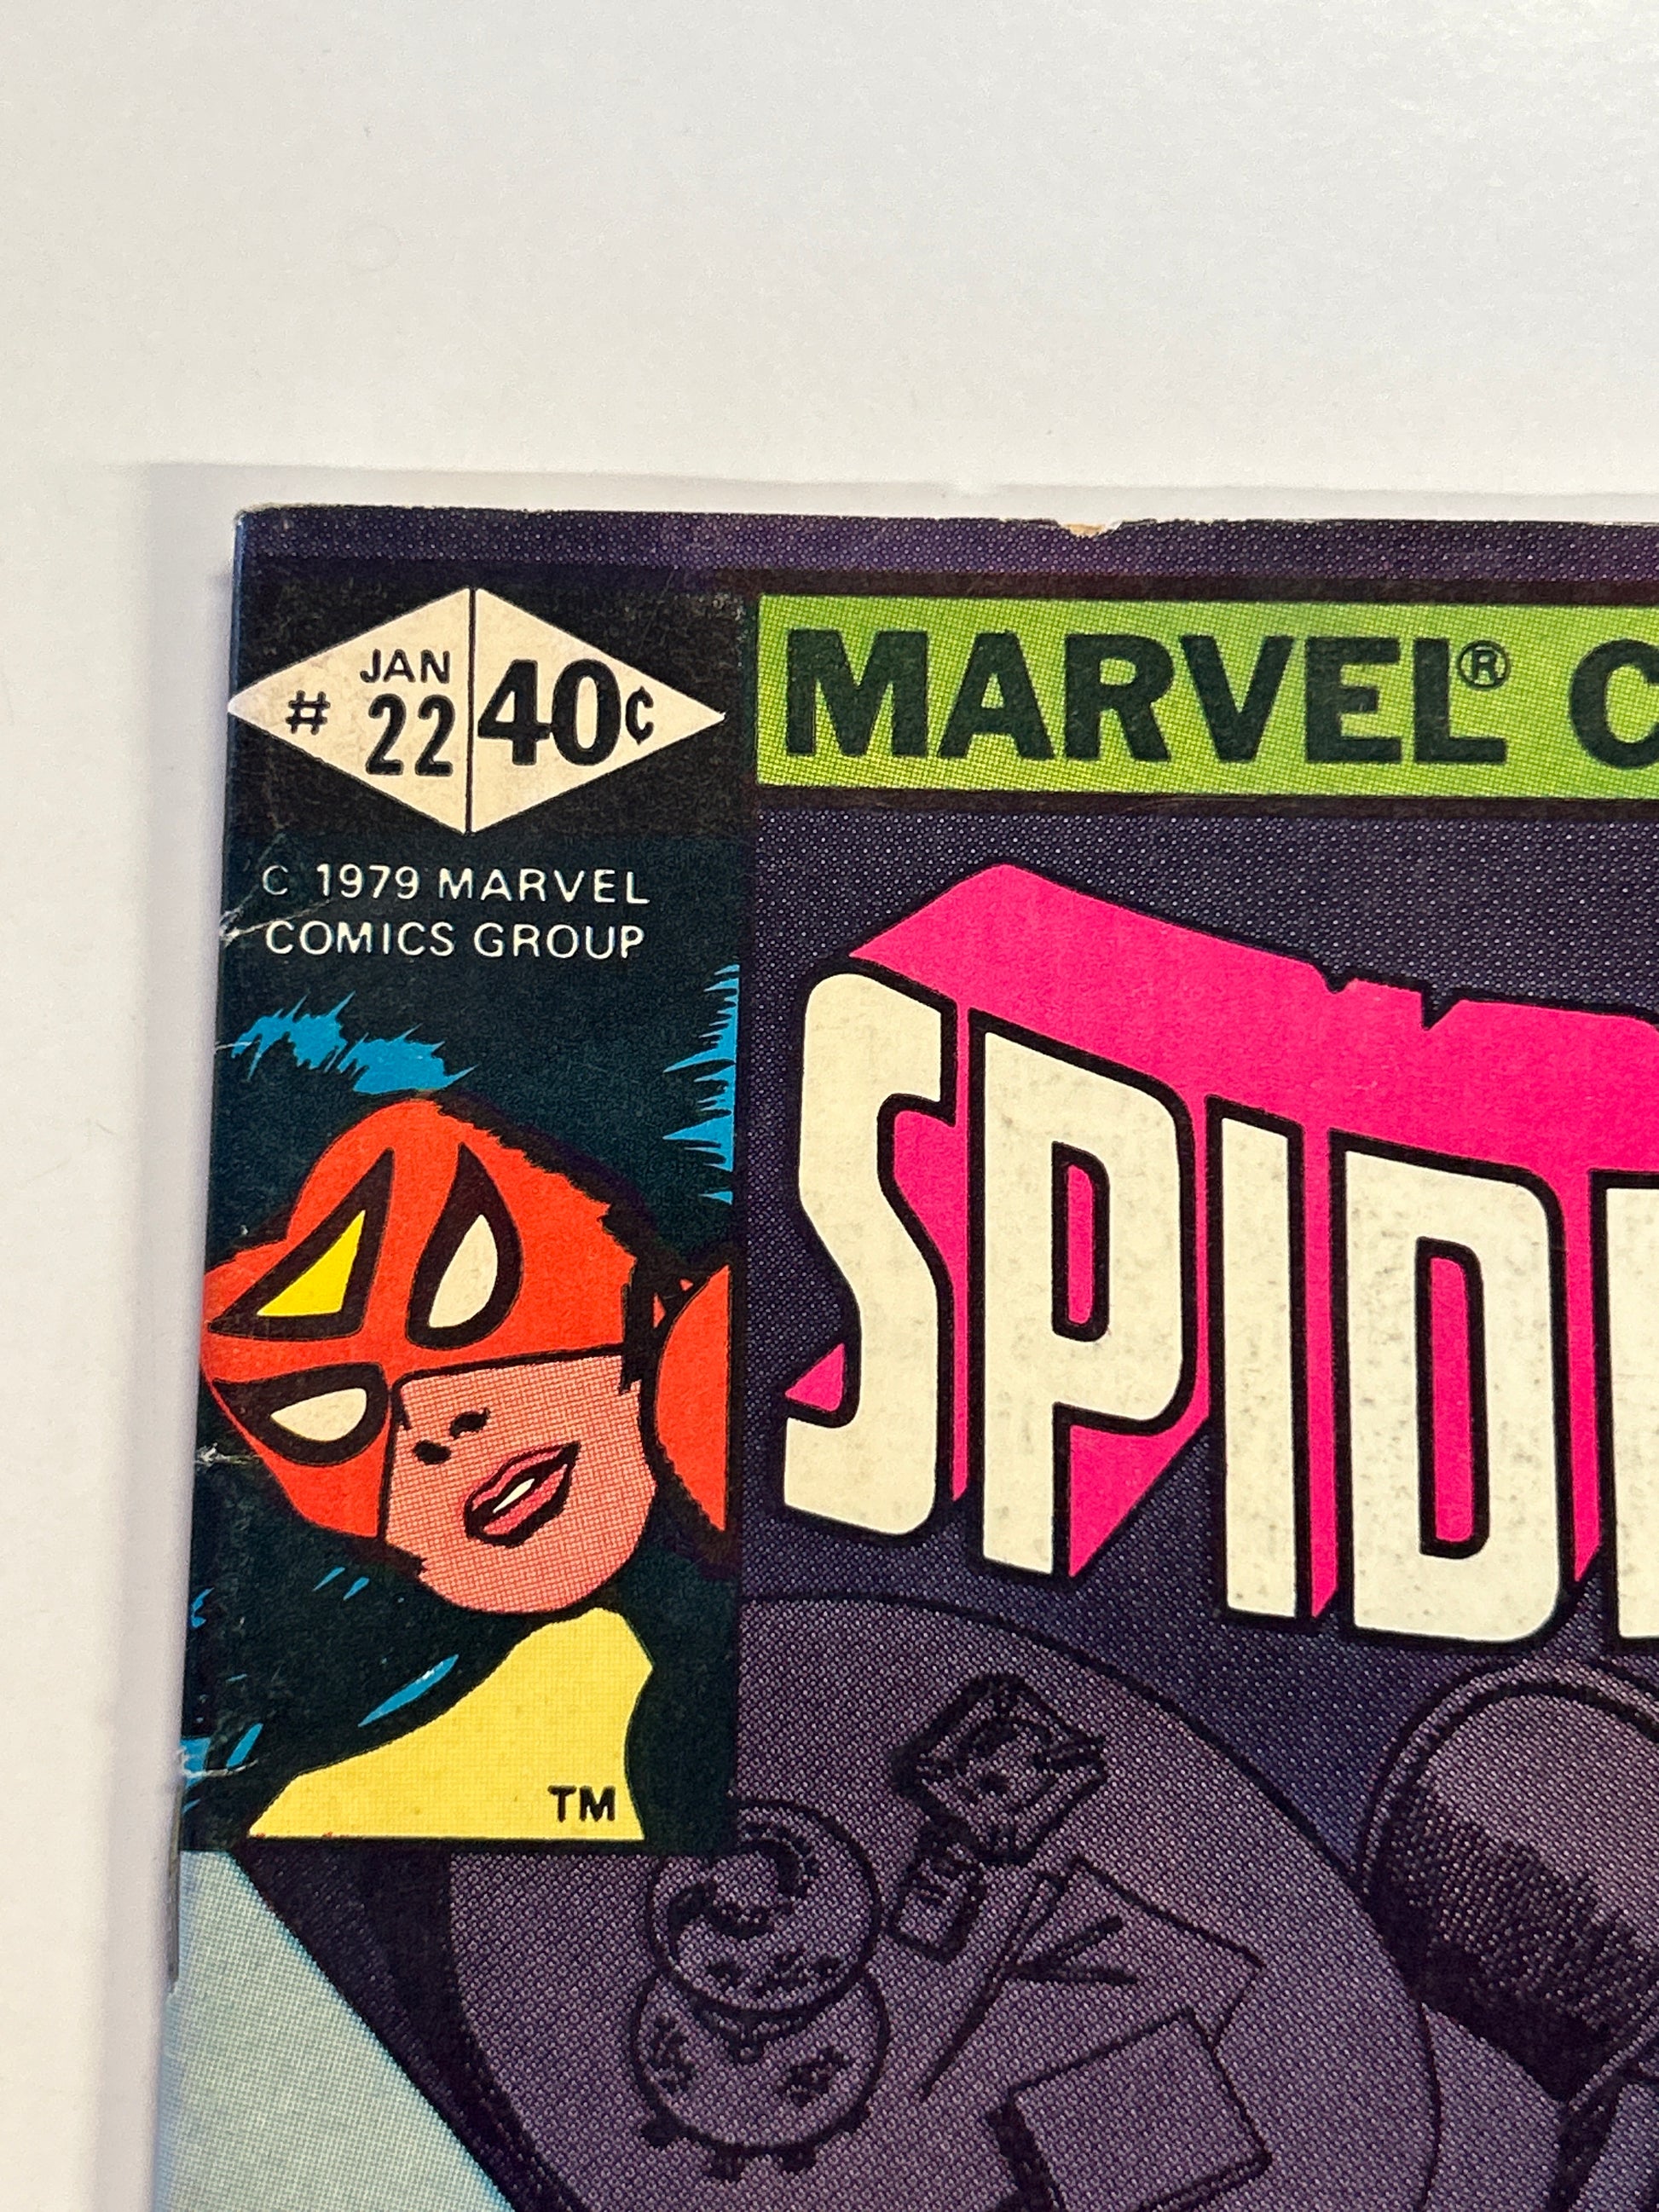 JAN
# 22 40¢
MARVEL® C
C 1979 MARVEL
COMICS GROUP
SPID
TM